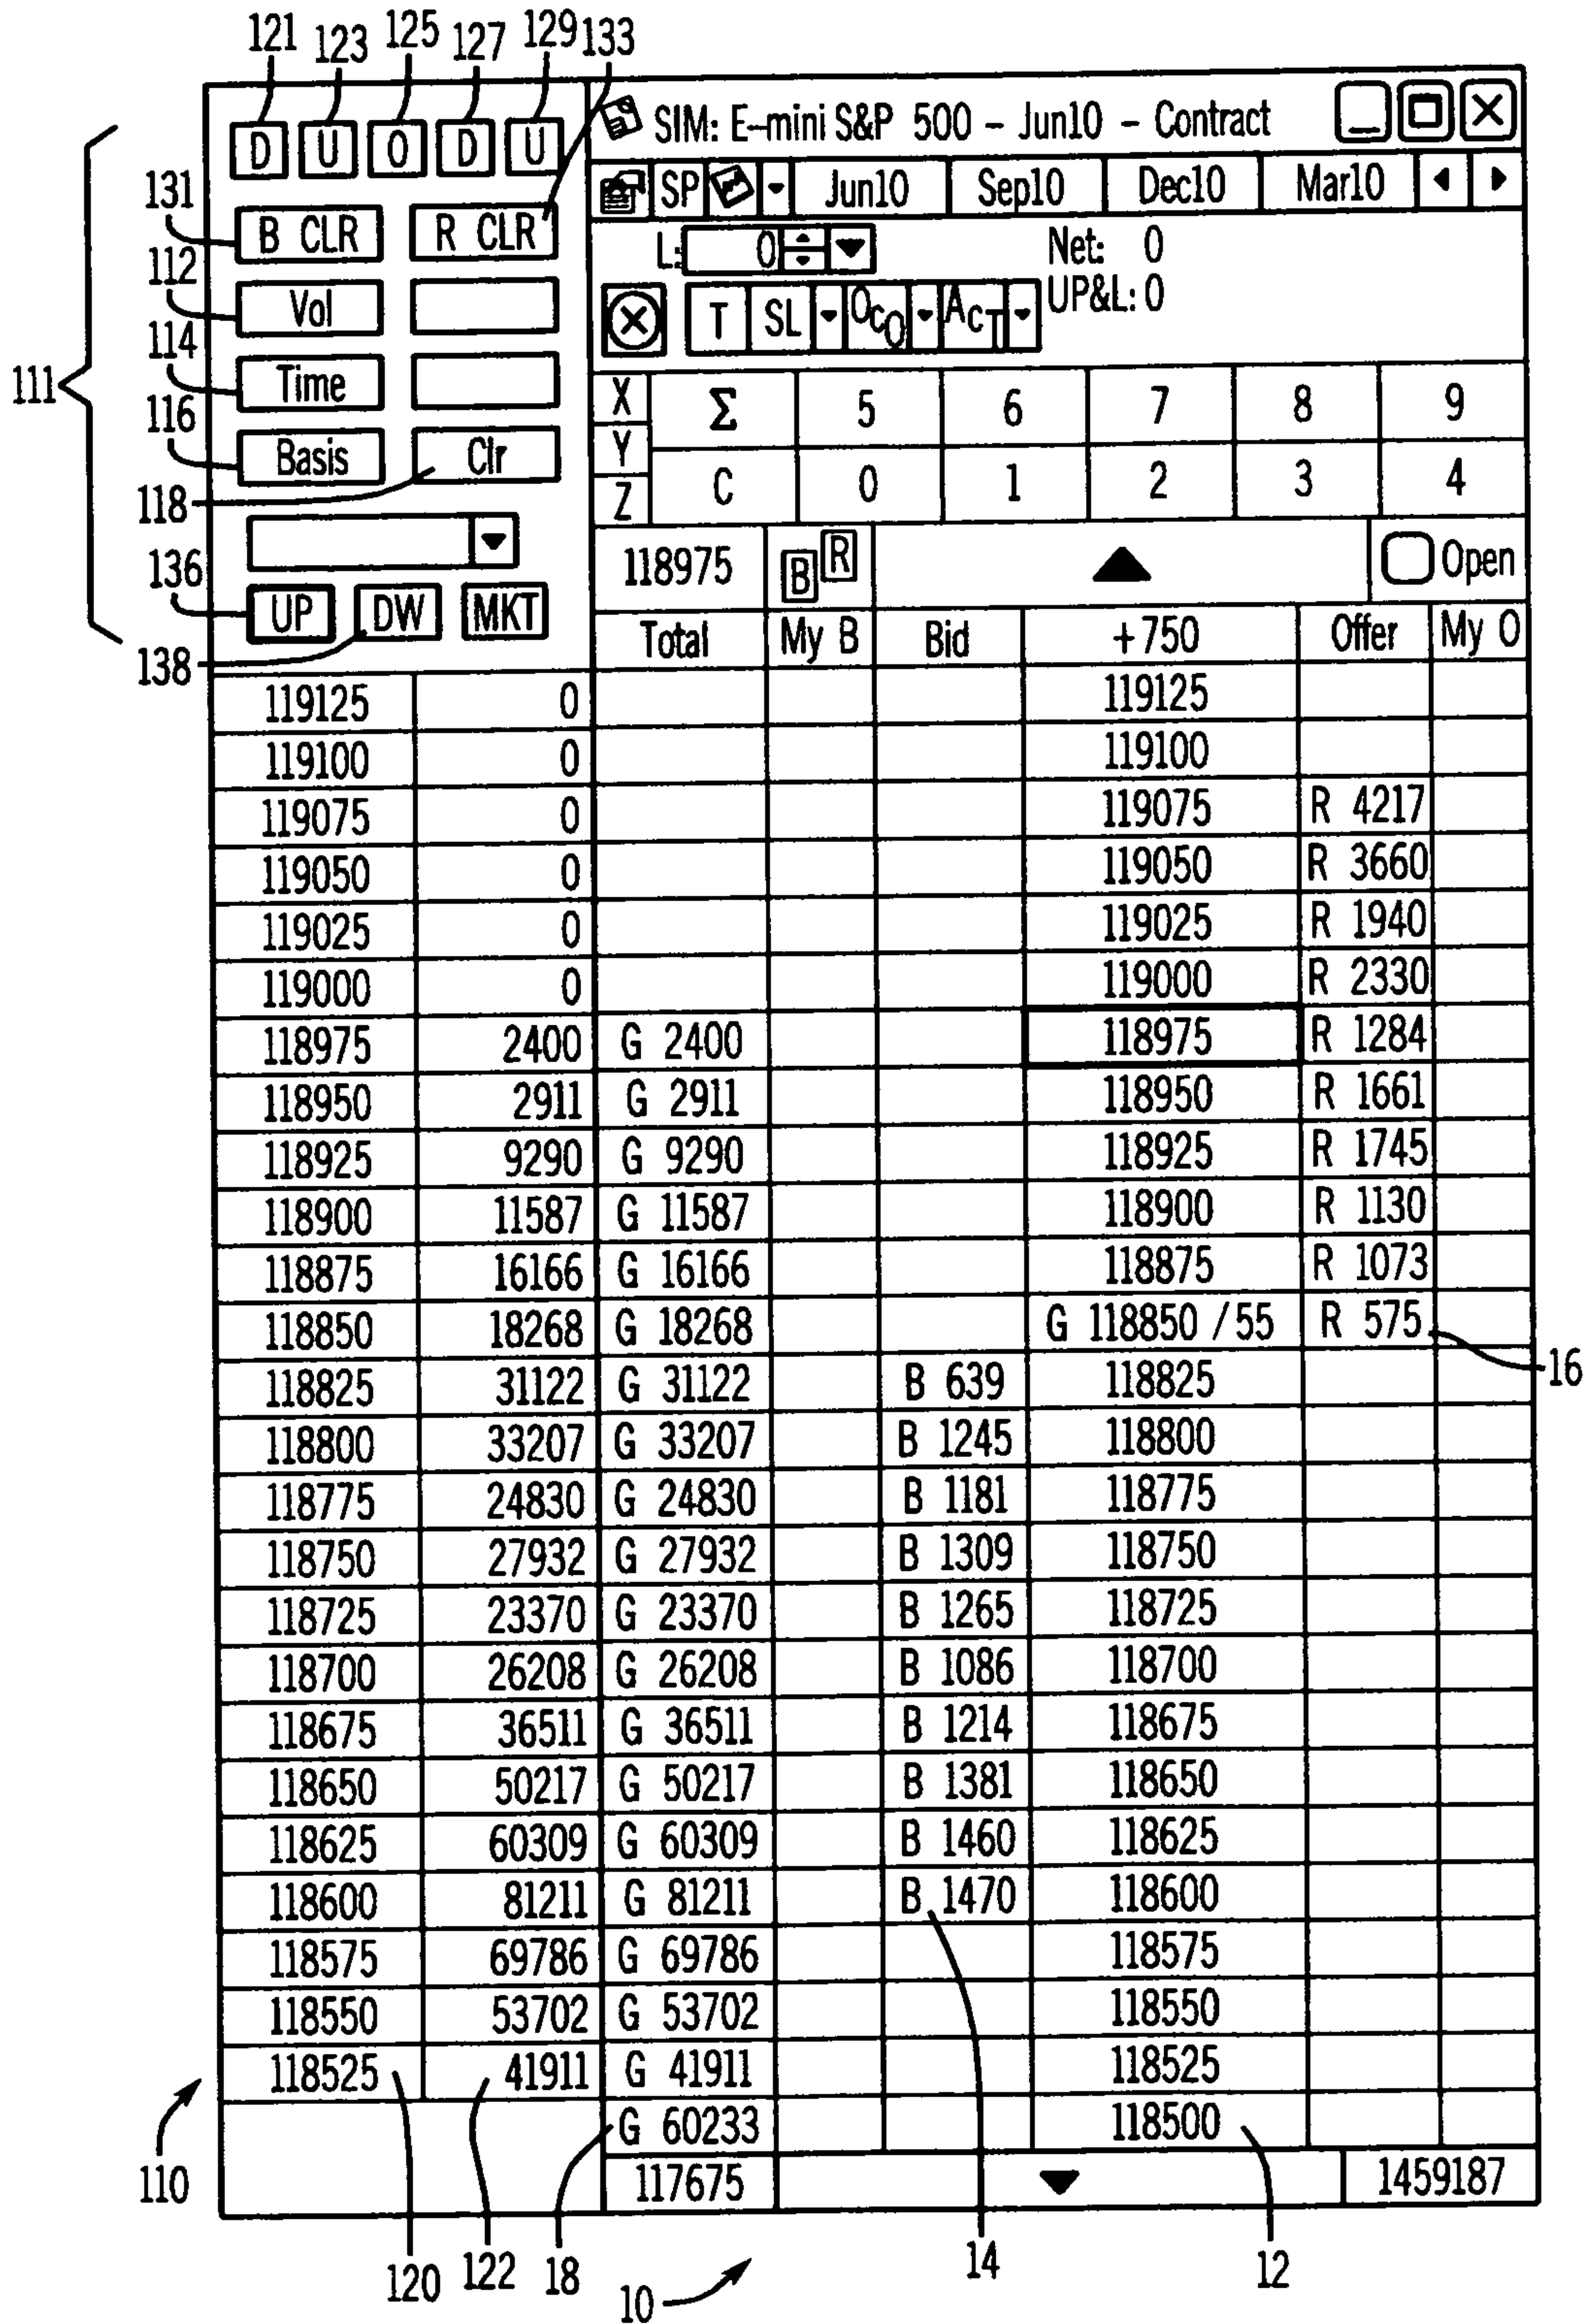 121 123 125 127 129 133
D U O D U
SIM: E-mini S&P 500 - Jun10 - Contract
131
B CLR R CLR
SP Jun10 Sep10 Dec10 Mar10
L: 0 Net: 0
112
Vol
T SL OCO ACT UP&L: 0
114
111
Time
X Σ 5 6 7 8 9
116
Y
Basis Clr
Z C 0 1 2 3 4
118
118975 B R Open
136
UP DW MKT
Total My B Bid +750 Offer My O
138
119125 0 119125
119100 0 119100
119075 0 119075 R 4217
119050 0 119050 R 3660
119025 0 119025 R 1940
119000 0 119000 R 2330
118975 2400 G 2400 118975 R 1284
118950 2911 G 2911 118950 R 1661
118925 9290 G 9290 118925 R 1745
118900 11587 G 11587 118900 R 1130
118875 16166 G 16166 118875 R 1073
118850 18268 G 18268 G 118850 / 55 R 575
16
118825 31122 G 31122 B 639 118825
118800 33207 G 33207 B 1245 118800
118775 24830 G 24830 B 1181 118775
118750 27932 G 27932 B 1309 118750
118725 23370 G 23370 B 1265 118725
118700 26208 G 26208 B 1086 118700
118675 36511 G 36511 B 1214 118675
118650 50217 G 50217 B 1381 118650
118625 60309 G 60309 B 1460 118625
118600 81211 G 81211 B 1470 118600
118575 69786 G 69786 118575
118550 53702 G 53702 118550
118525 41911 G 41911 118525
G 60233 118500
110
117675 1459187
120 122 18 10 14 12